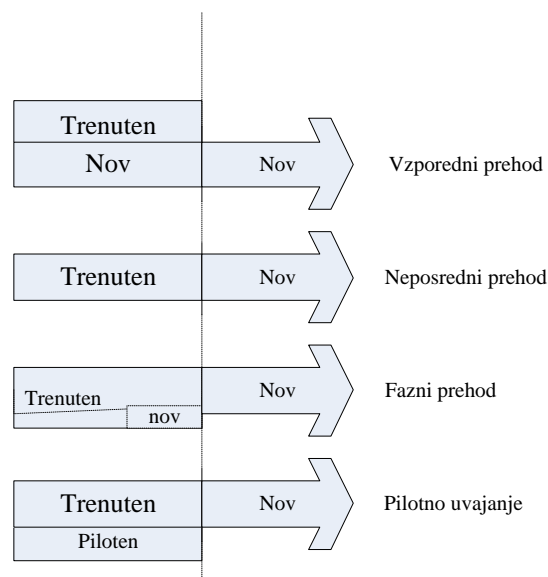 Trenuten
Nov
Nov
Vzporedni prehod
Trenuten
Nov
Neposredni prehod
Trenuten
nov
Nov
Fazni prehod
Trenuten
Nov
Pilotno uvajanje
Piloten